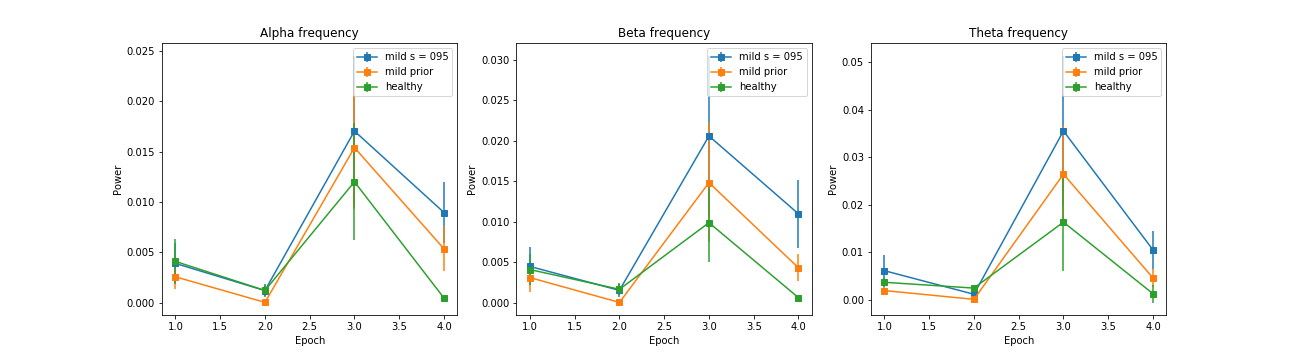 Alpha frequency
Power
0.025
0.020
0.015
0.010
0.005
0.000
1.0 1.5 2.0 2.5 3.0 3.5 4.0
Epoch
mild s = 095
mild prior
healthy
Beta frequency
Power
0.030
0.025
0.020
0.015
0.010
0.005
0.000
1.0 1.5 2.0 2.5 3.0 3.5 4.0
Epoch
mild s = 095
mild prior
healthy
Theta frequency
Power
0.05
0.04
0.03
0.02
0.01
0.00
1.0 1.5 2.0 2.5 3.0 3.5 4.0
Epoch
mild s = 095
mild prior
healthy